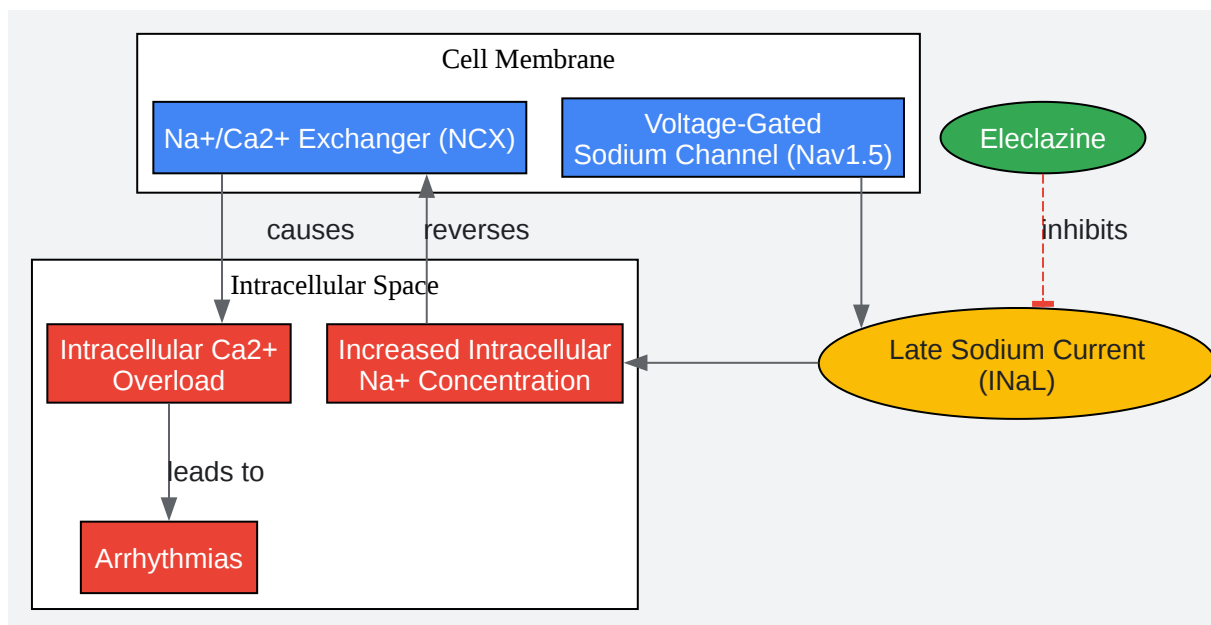 Cell Membrane
Na+/Ca2+ Exchanger (NCX)
Voltage-Gated
Sodium Channel (Nav1.5)
Eleclazine
causes
reverses
inhibits
Intracellular Space
Intracellular Ca2+
Overload
Increased Intracellular
Na+ Concentration
Late Sodium Current
(INaL)
leads to
Arrhythmias